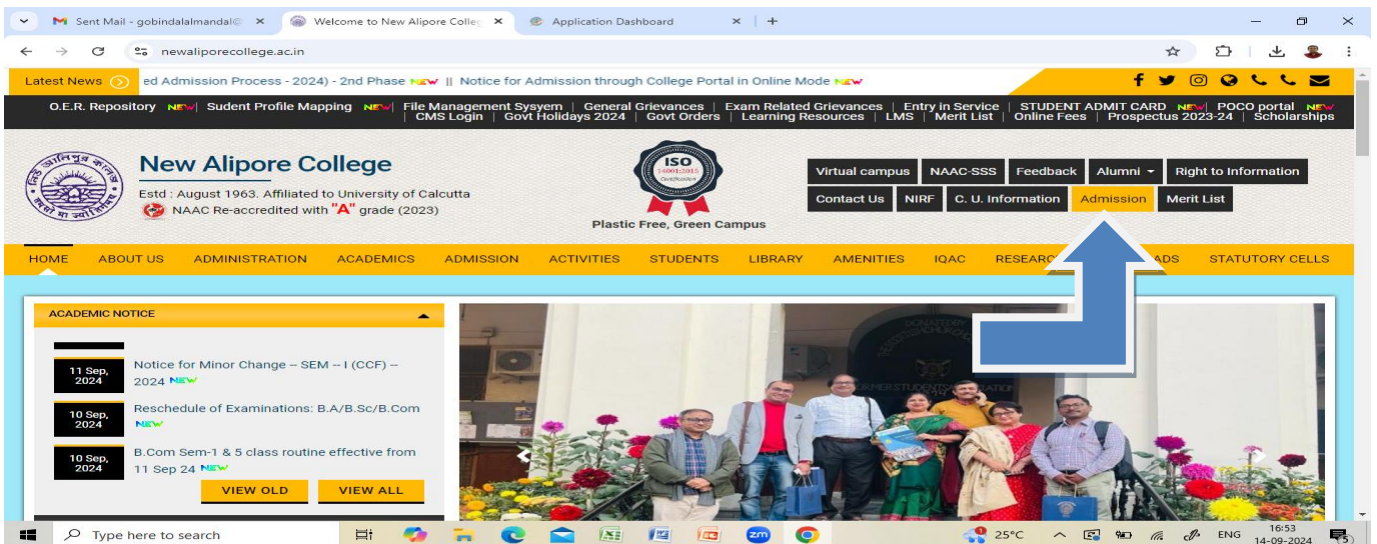 Sent Mail - gobindalalmandal@
Welcome to New Alipore Colleg
Application Dashboard
newaliporecollege.ac.in
Latest News
ed Admission Process - 2024) - 2nd Phase NEW || Notice for Admission through College Portal in Online Mode NEW
O.E.R. Repository NEW | Sudent Profile Mapping NEW | File Management Sysyem | General Grievances | Exam Related Grievances | Entry in Service | STUDENT ADMIT CARD NEW | POCO portal NEW
| CMS Login | Govt Holidays 2024 | Govt Orders | Learning Resources | LMS | Merit List | Online Fees | Prospectus 2023-24 | Scholarships
New Alipore College
Estd : August 1963. Affiliated to University of Calcutta
NAAC Re-accredited with "A" grade (2023)
ISO
14001:2015
Plastic Free, Green Campus
Virtual campus NAAC-SSS Feedback Alumni Right to Information
Contact Us NIRF C. U. Information Admission Merit List
HOME ABOUT US ADMINISTRATION ACADEMICS ADMISSION ACTIVITIES STUDENTS LIBRARY AMENITIES IQAC RESEARC ADS STATUTORY CELLS
ACADEMIC NOTICE
11 Sep, 2024
Notice for Minor Change -- SEM -- I (CCF) --
2024 NEW
10 Sep, 2024
Reschedule of Examinations: B.A/B.Sc/B.Com
NEW
10 Sep, 2024
B.Com Sem-1 & 5 class routine effective from
11 Sep 24 NEW
VIEW OLD VIEW ALL
Type here to search
zm
25°C
ENG
16:53
14-09-2024
5